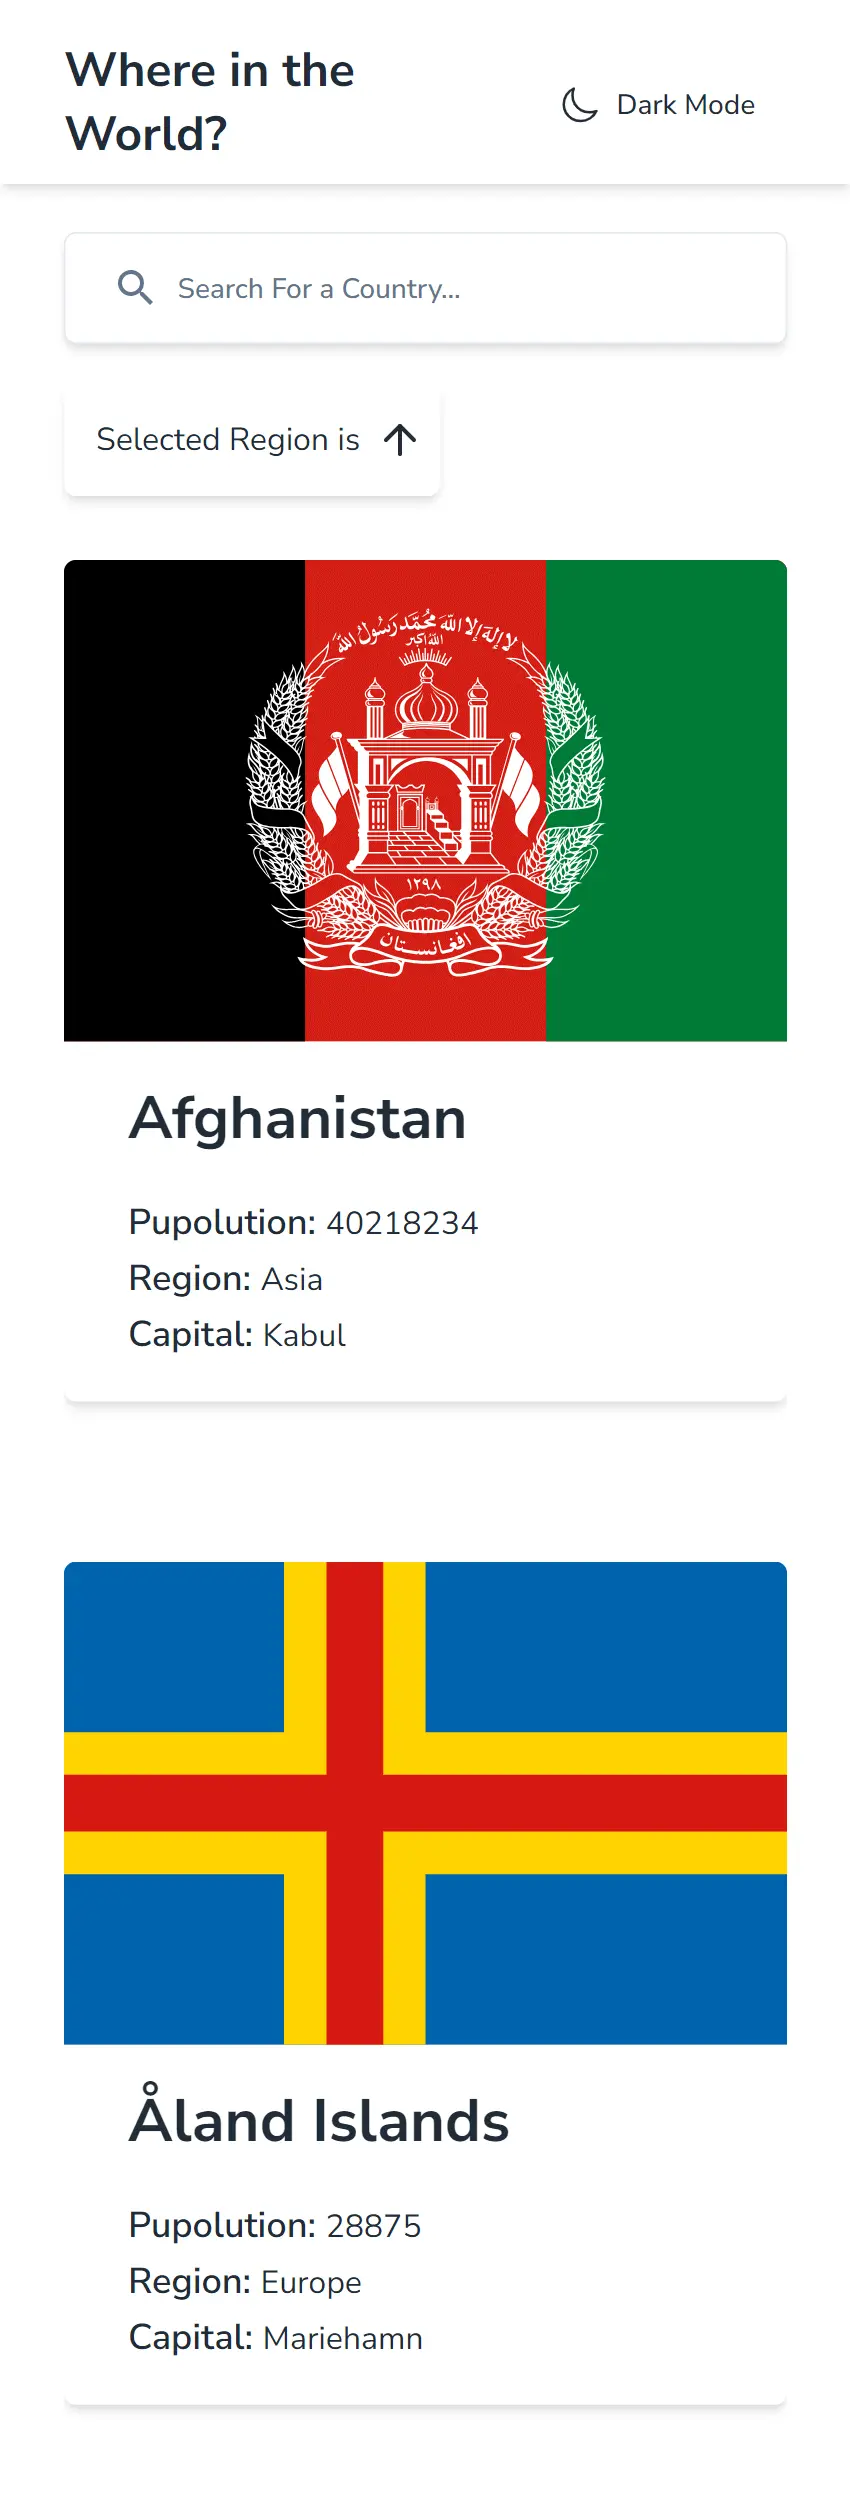 Where in the
World?
Dark Mode
Search For a Country...
Selected Region is
لا إله إلا الله محمد رسول الله
الله أكبر
١٢٩٨
افغانستان
Afghanistan
Pupolution: 40218234
Region: Asia
Capital: Kabul
Åland Islands
Pupolution: 28875
Region: Europe
Capital: Mariehamn